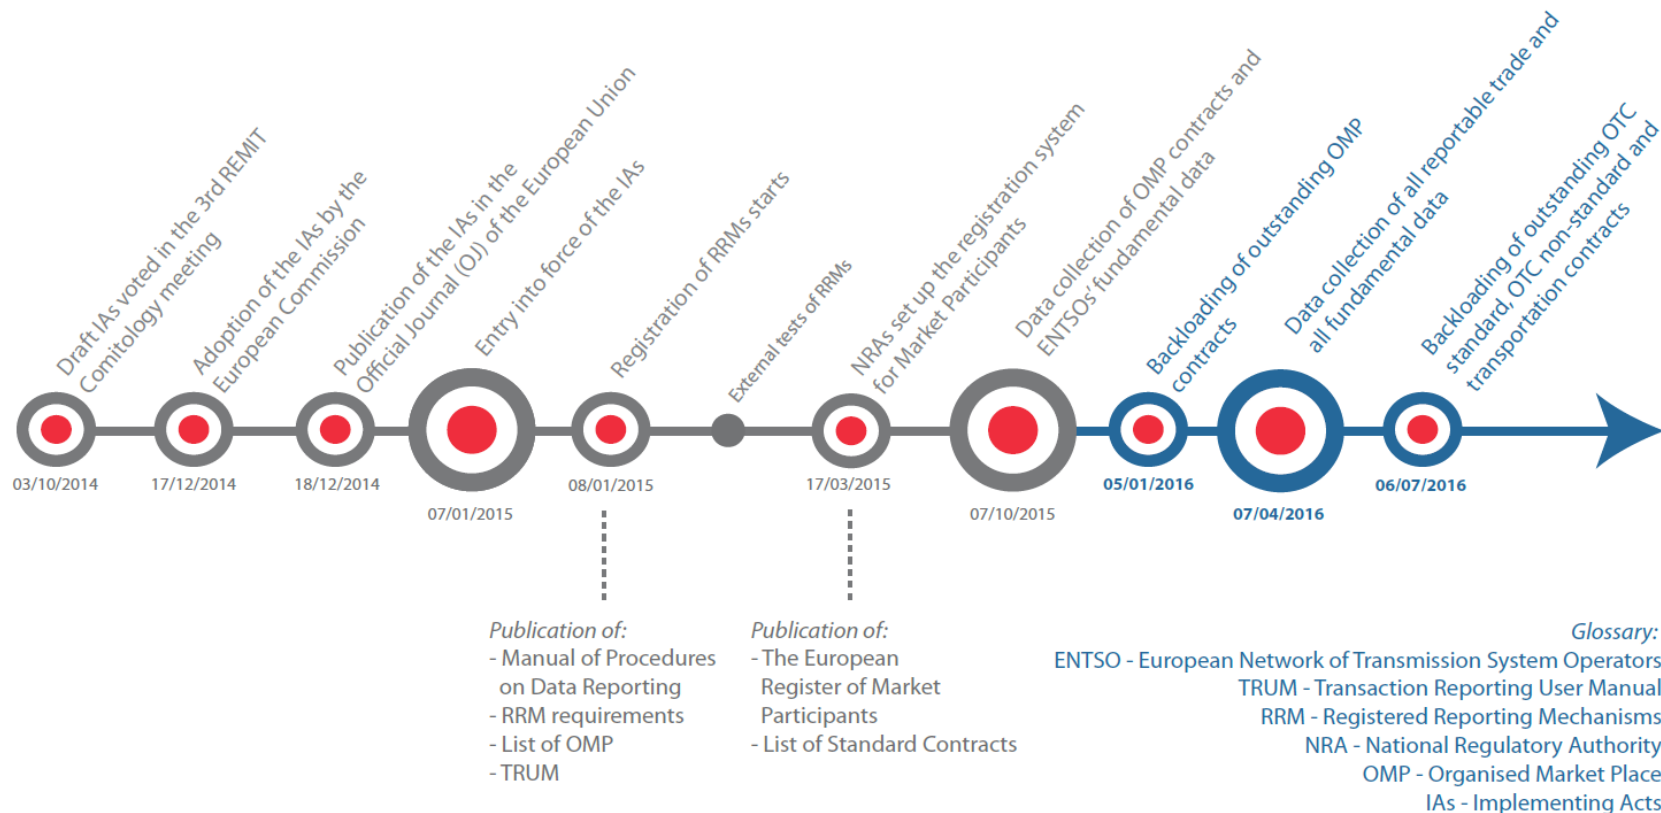 Draft IAs voted in the 3rd REMIT
Comitology meeting
03/10/2014
Adoption of the IAs by the
European Commission
17/12/2014
Publication of the IAs in the
Official Journal (OJ) of the European Union
18/12/2014
Entry into force of the IAs
07/01/2015
Registration of RRMs starts
08/01/2015
External tests of RRMs
NRAs set up the registration system
for Market Participants
17/03/2015
Data collection of OMP contracts and
ENTSOs’ fundamental data
07/10/2015
Backloading of outstanding OMP
contracts
05/01/2016
Data collection of all reportable trade and
all fundamental data
07/04/2016
Backloading of outstanding OTC
standard, OTC non-standard and
transportation contracts
06/07/2016
Publication of:
- Manual of Procedures
on Data Reporting
- RRM requirements
- List of OMP
- TRUM
Publication of:
- The European
Register of Market
Participants
- List of Standard Contracts
Glossary:
ENTSO - European Network of Transmission System Operators
TRUM - Transaction Reporting User Manual
RRM - Registered Reporting Mechanisms
NRA - National Regulatory Authority
OMP - Organised Market Place
IAs - Implementing Acts